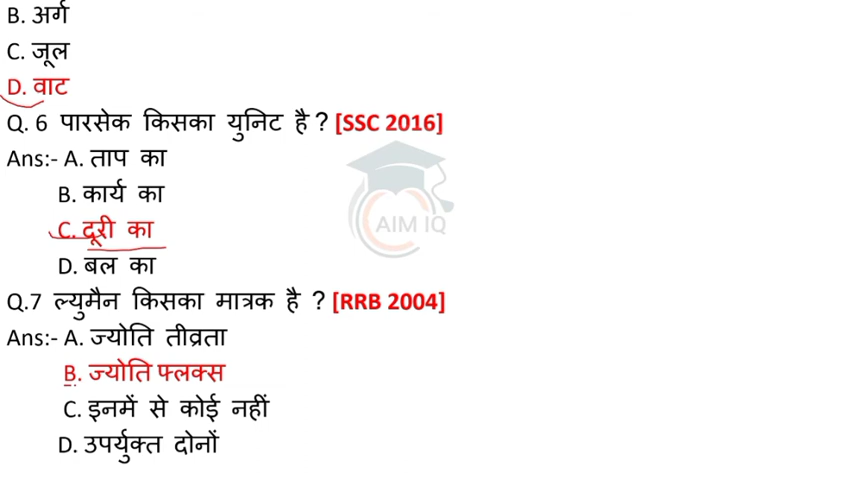 B. अर्ग
C. जूल
D. वाट
Q. 6 पारसेक किसका युनिट है ? [SSC 2016]
Ans:- A. ताप का
B. कार्य का
C. दूरी का
D. बल का
AIM IQ
Q.7 ल्युमैन किसका मात्रक है ? [RRB 2004]
Ans:- A. ज्योति तीव्रता
B. ज्योति फ्लक्स
C. इनमें से कोई नहीं
D. उपर्युक्त दोनों